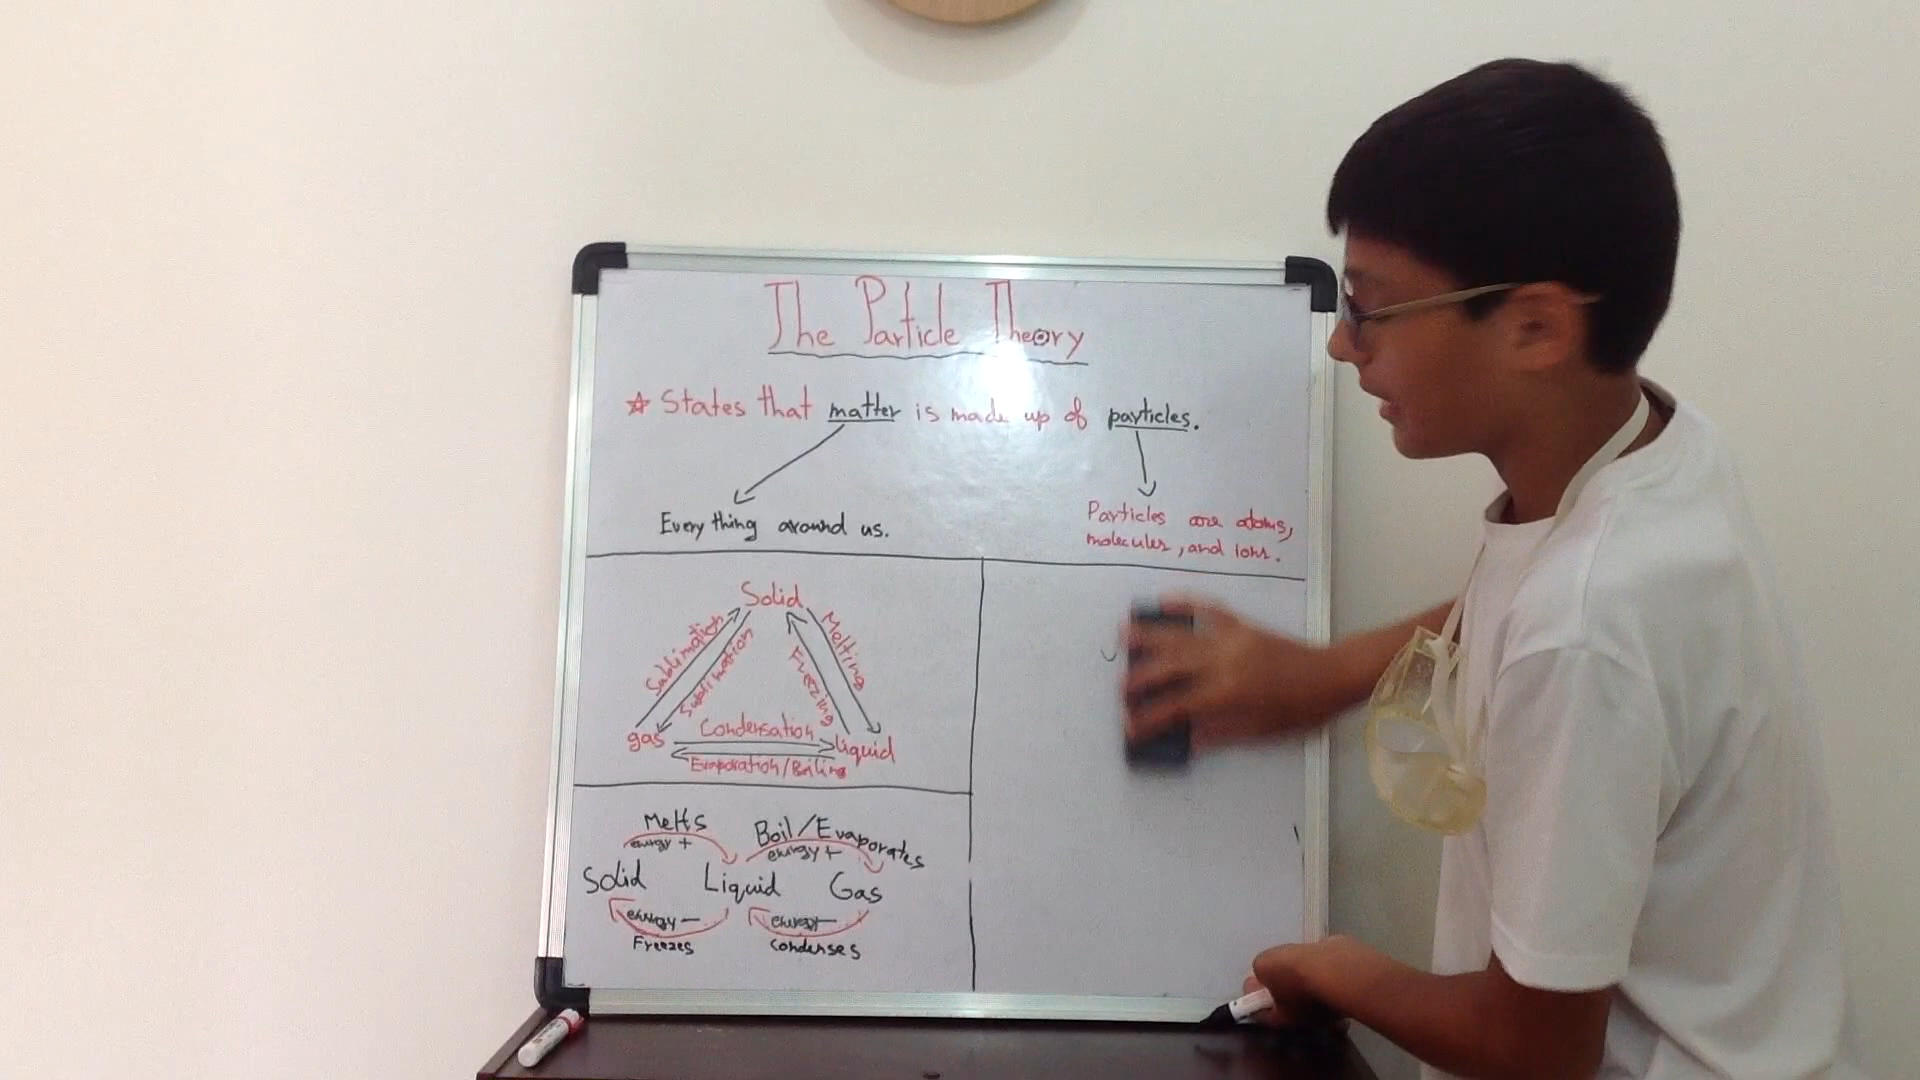 The Particle Theory
☆ States that matter is made up of particles.
Every thing around us.
Particles are atoms,
molecules, and ions.
Solid
Sublimation
Sublimation
Melting
Freezing
gas
Condensation
liquid
Evaporation/Boiling
Melts
energy +
Boil/Evaporates
energy +
Solid Liquid Gas
energy −
Freezes
energy −
Condenses